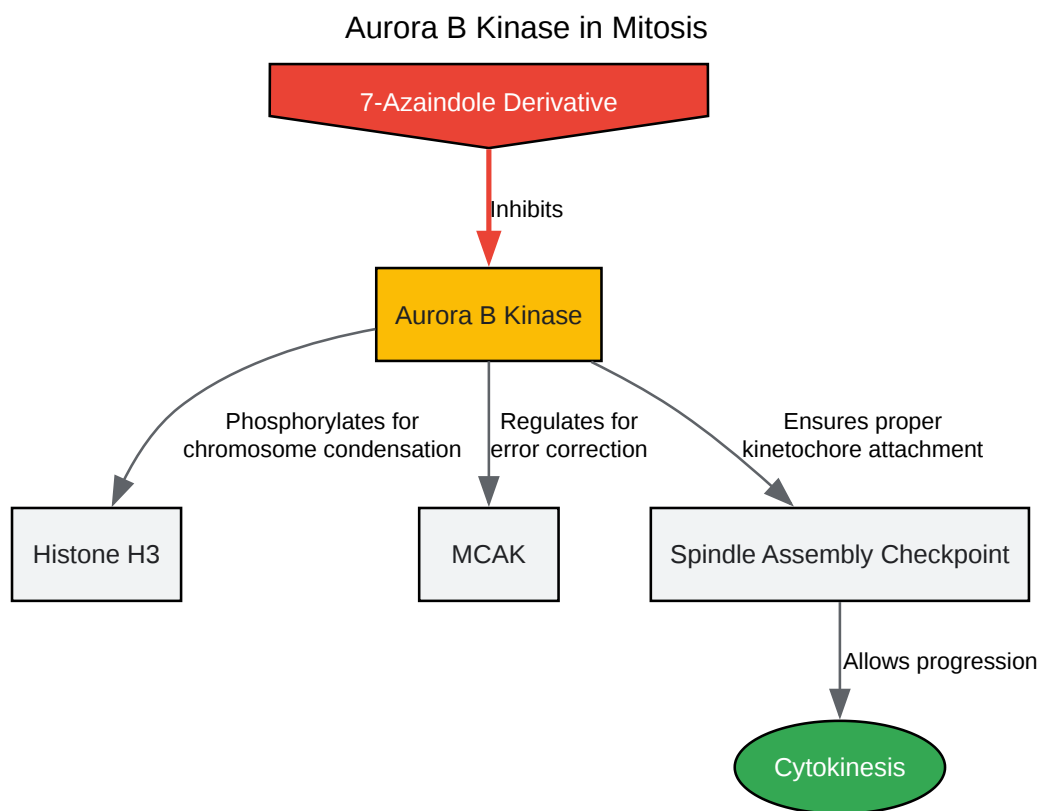 Aurora B Kinase in Mitosis
7-Azaindole Derivative
Inhibits
Aurora B Kinase
Phosphorylates for
chromosome condensation
Regulates for
error correction
Ensures proper
kinetochore attachment
Histone H3
MCAK
Spindle Assembly Checkpoint
Allows progression
Cytokinesis